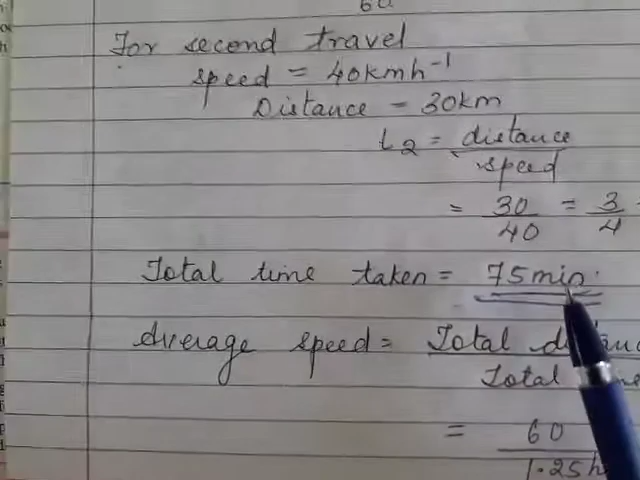 60
For second travel
speed = 40kmh⁻¹
Distance - 30km
t₂ = distance
speed
= 30 = 3
40 4
Total time taken = 75min
Average speed = Total
Total
= 60
1.25h